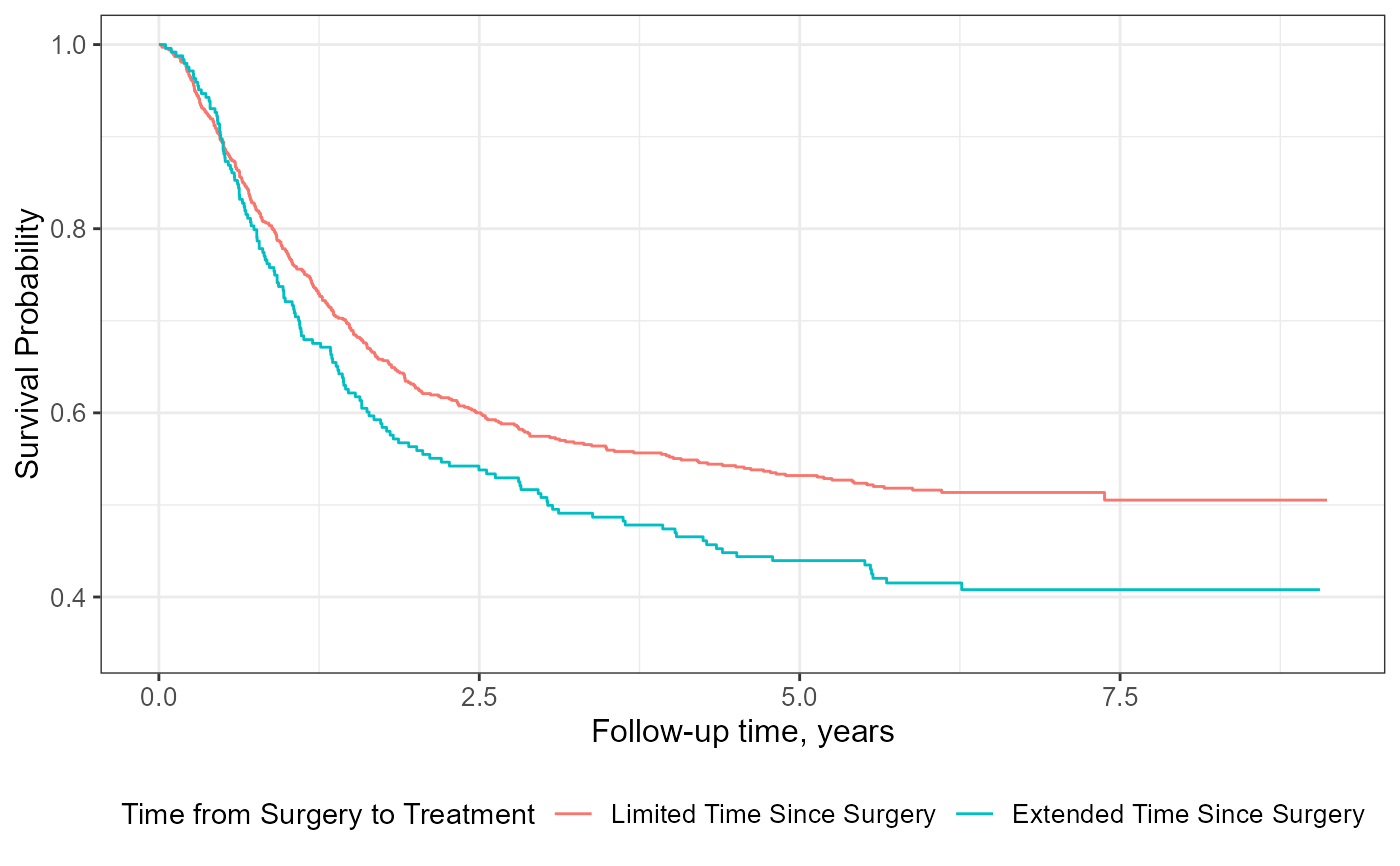 1.0
0.8
0.6
0.4
Survival Probability
0.0 2.5 5.0 7.5
Follow-up time, years
Time from Surgery to Treatment Limited Time Since Surgery Extended Time Since Surgery